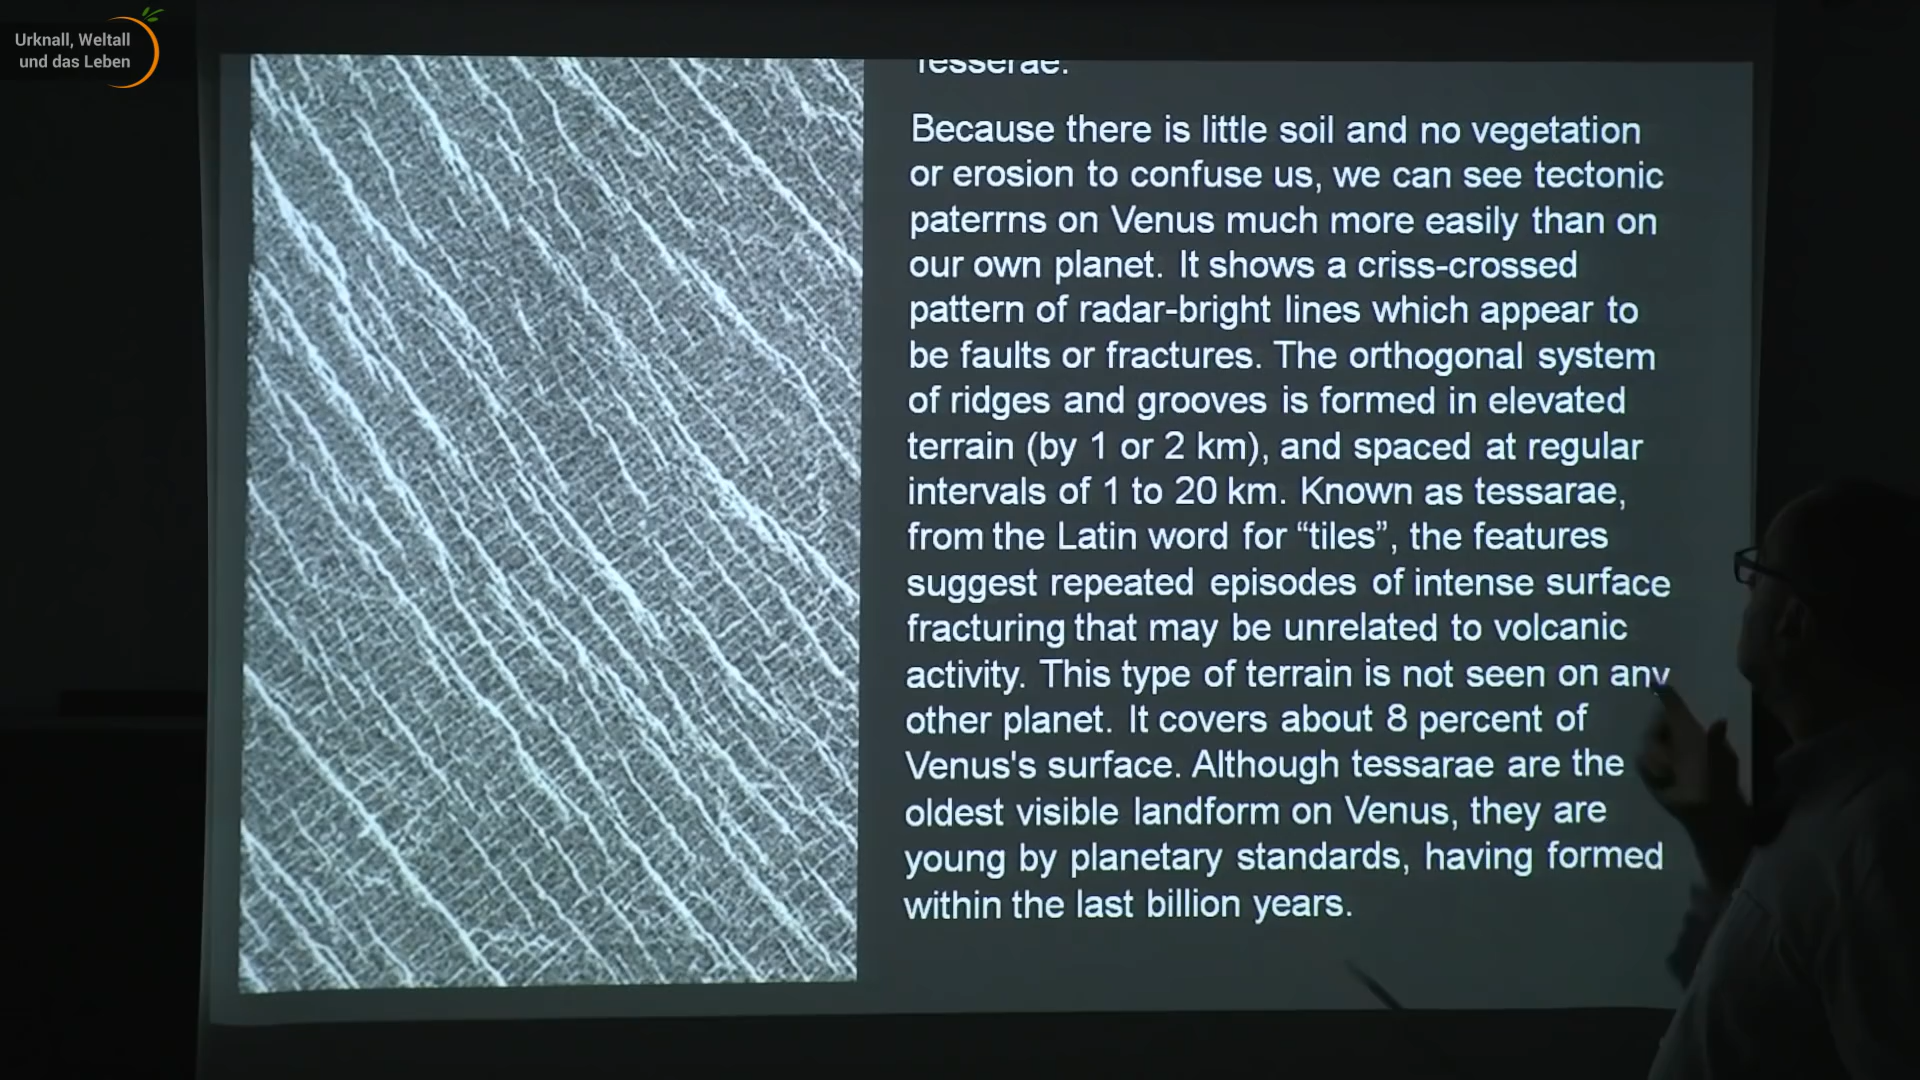 Urknall, Weltall
und das Leben
Tesserae.
Because there is little soil and no vegetation
or erosion to confuse us, we can see tectonic
paterrns on Venus much more easily than on
our own planet. It shows a criss-crossed
pattern of radar-bright lines which appear to
be faults or fractures. The orthogonal system
of ridges and grooves is formed in elevated
terrain (by 1 or 2 km), and spaced at regular
intervals of 1 to 20 km. Known as tessarae,
from the Latin word for “tiles”, the features
suggest repeated episodes of intense surface
fracturing that may be unrelated to volcanic
activity. This type of terrain is not seen on any
other planet. It covers about 8 percent of
Venus's surface. Although tessarae are the
oldest visible landform on Venus, they are
young by planetary standards, having formed
within the last billion years.